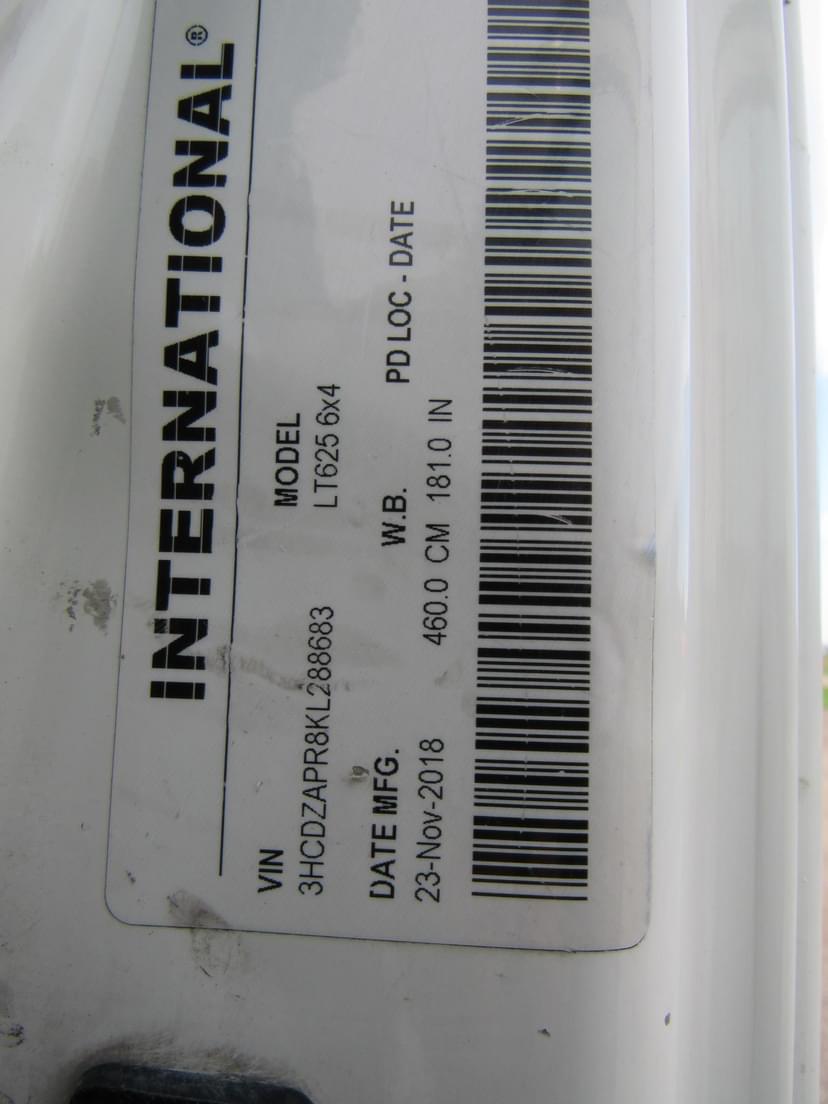 INTERNATIONAL®
VIN MODEL
3HCDZAPR8KL288683 LT625 6x4
DATE MFG. W.B. PD LOC - DATE
23-Nov-2018 460.0 CM 181.0 IN